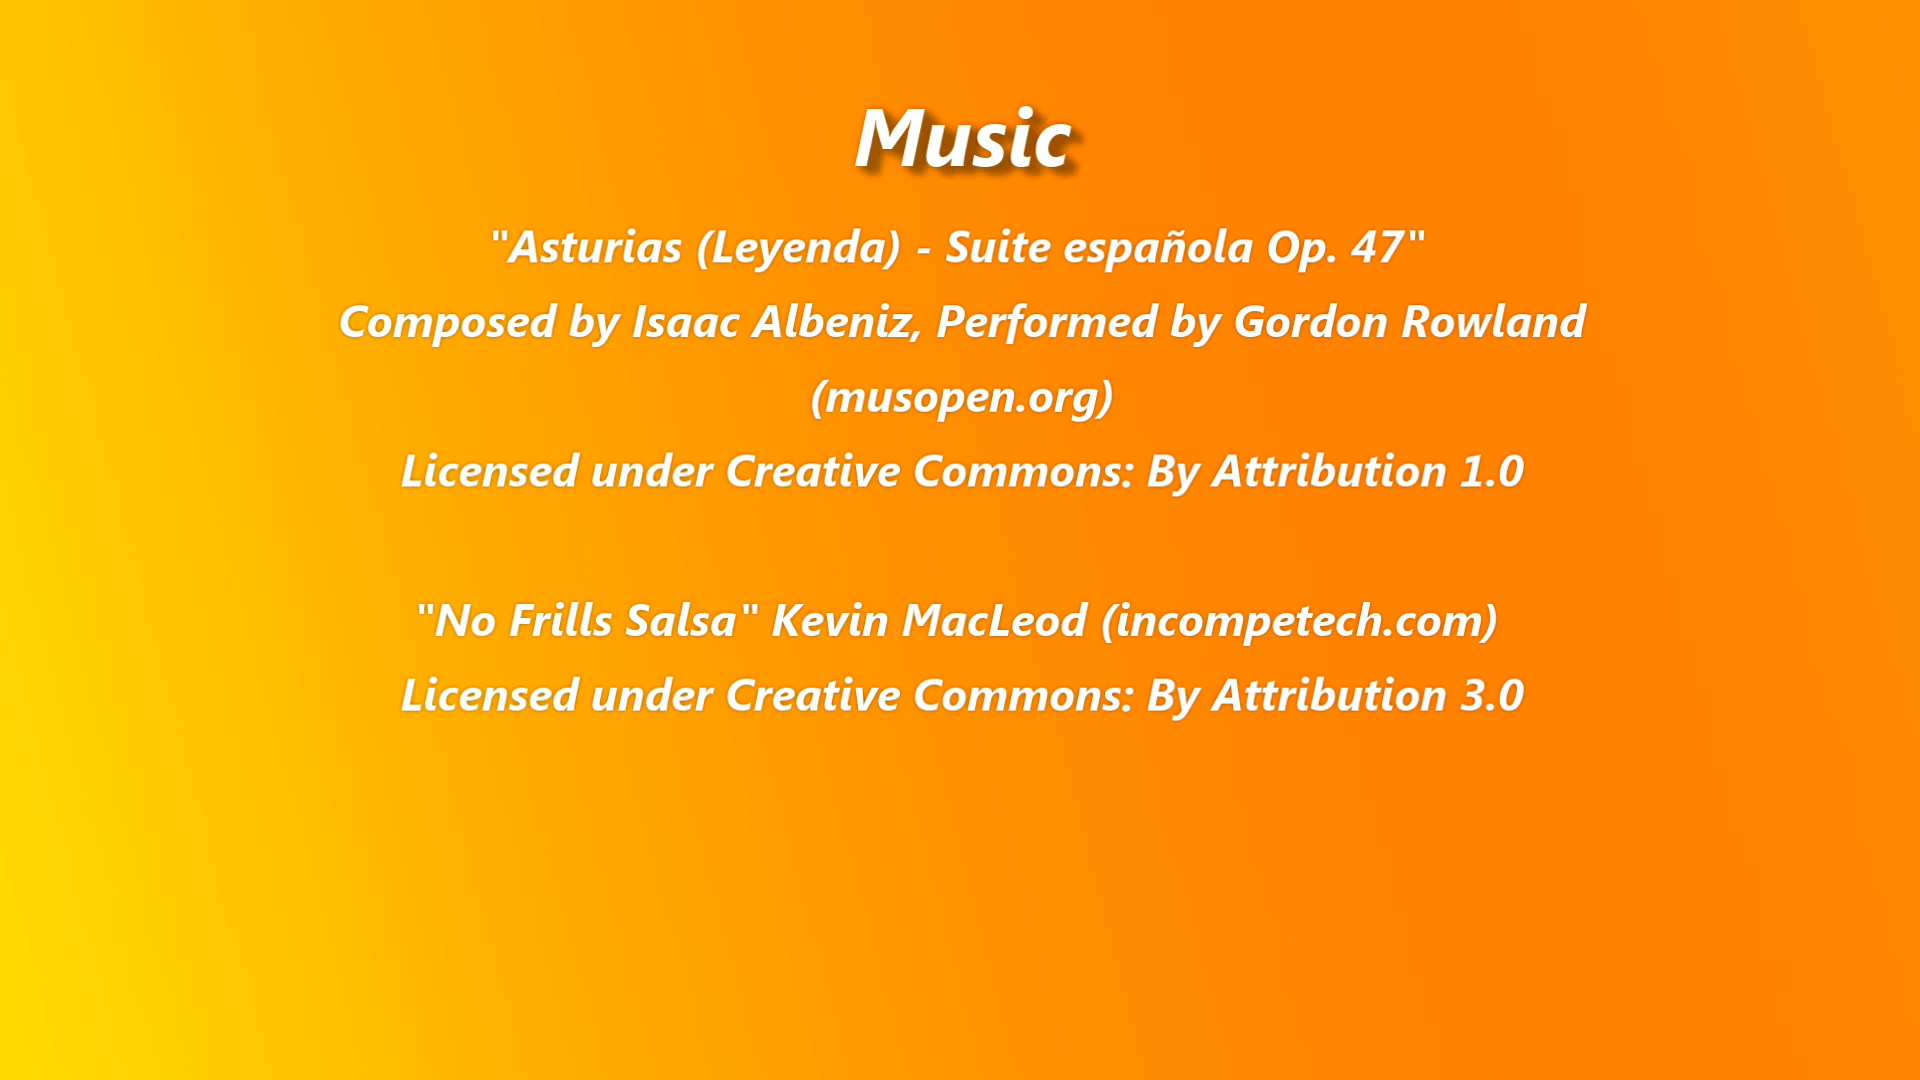 Music
"Asturias (Leyenda) - Suite española Op. 47"
Composed by Isaac Albeniz, Performed by Gordon Rowland
(musopen.org)
Licensed under Creative Commons: By Attribution 1.0
"No Frills Salsa" Kevin MacLeod (incompetech.com)
Licensed under Creative Commons: By Attribution 3.0